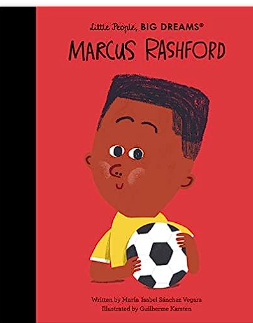 Little People, BIG DREAMS®
MARCUS RASHFORD
Written by Maria Isabel Sánchez Vegara
Illustrated by Guilherme Karsten